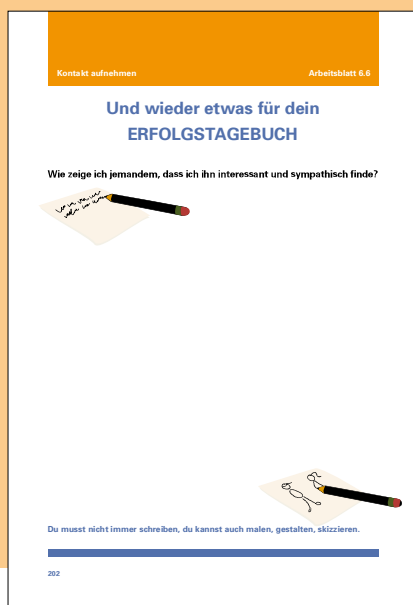 Kontakt aufnehmen Arbeitsblatt 6.6
Und wieder etwas für dein
ERFOLGSTAGEBUCH
Wie zeige ich jemandem, dass ich ihn interessant und sympathisch finde?
Du musst nicht immer schreiben, du kannst auch malen, gestalten, skizzieren.
202